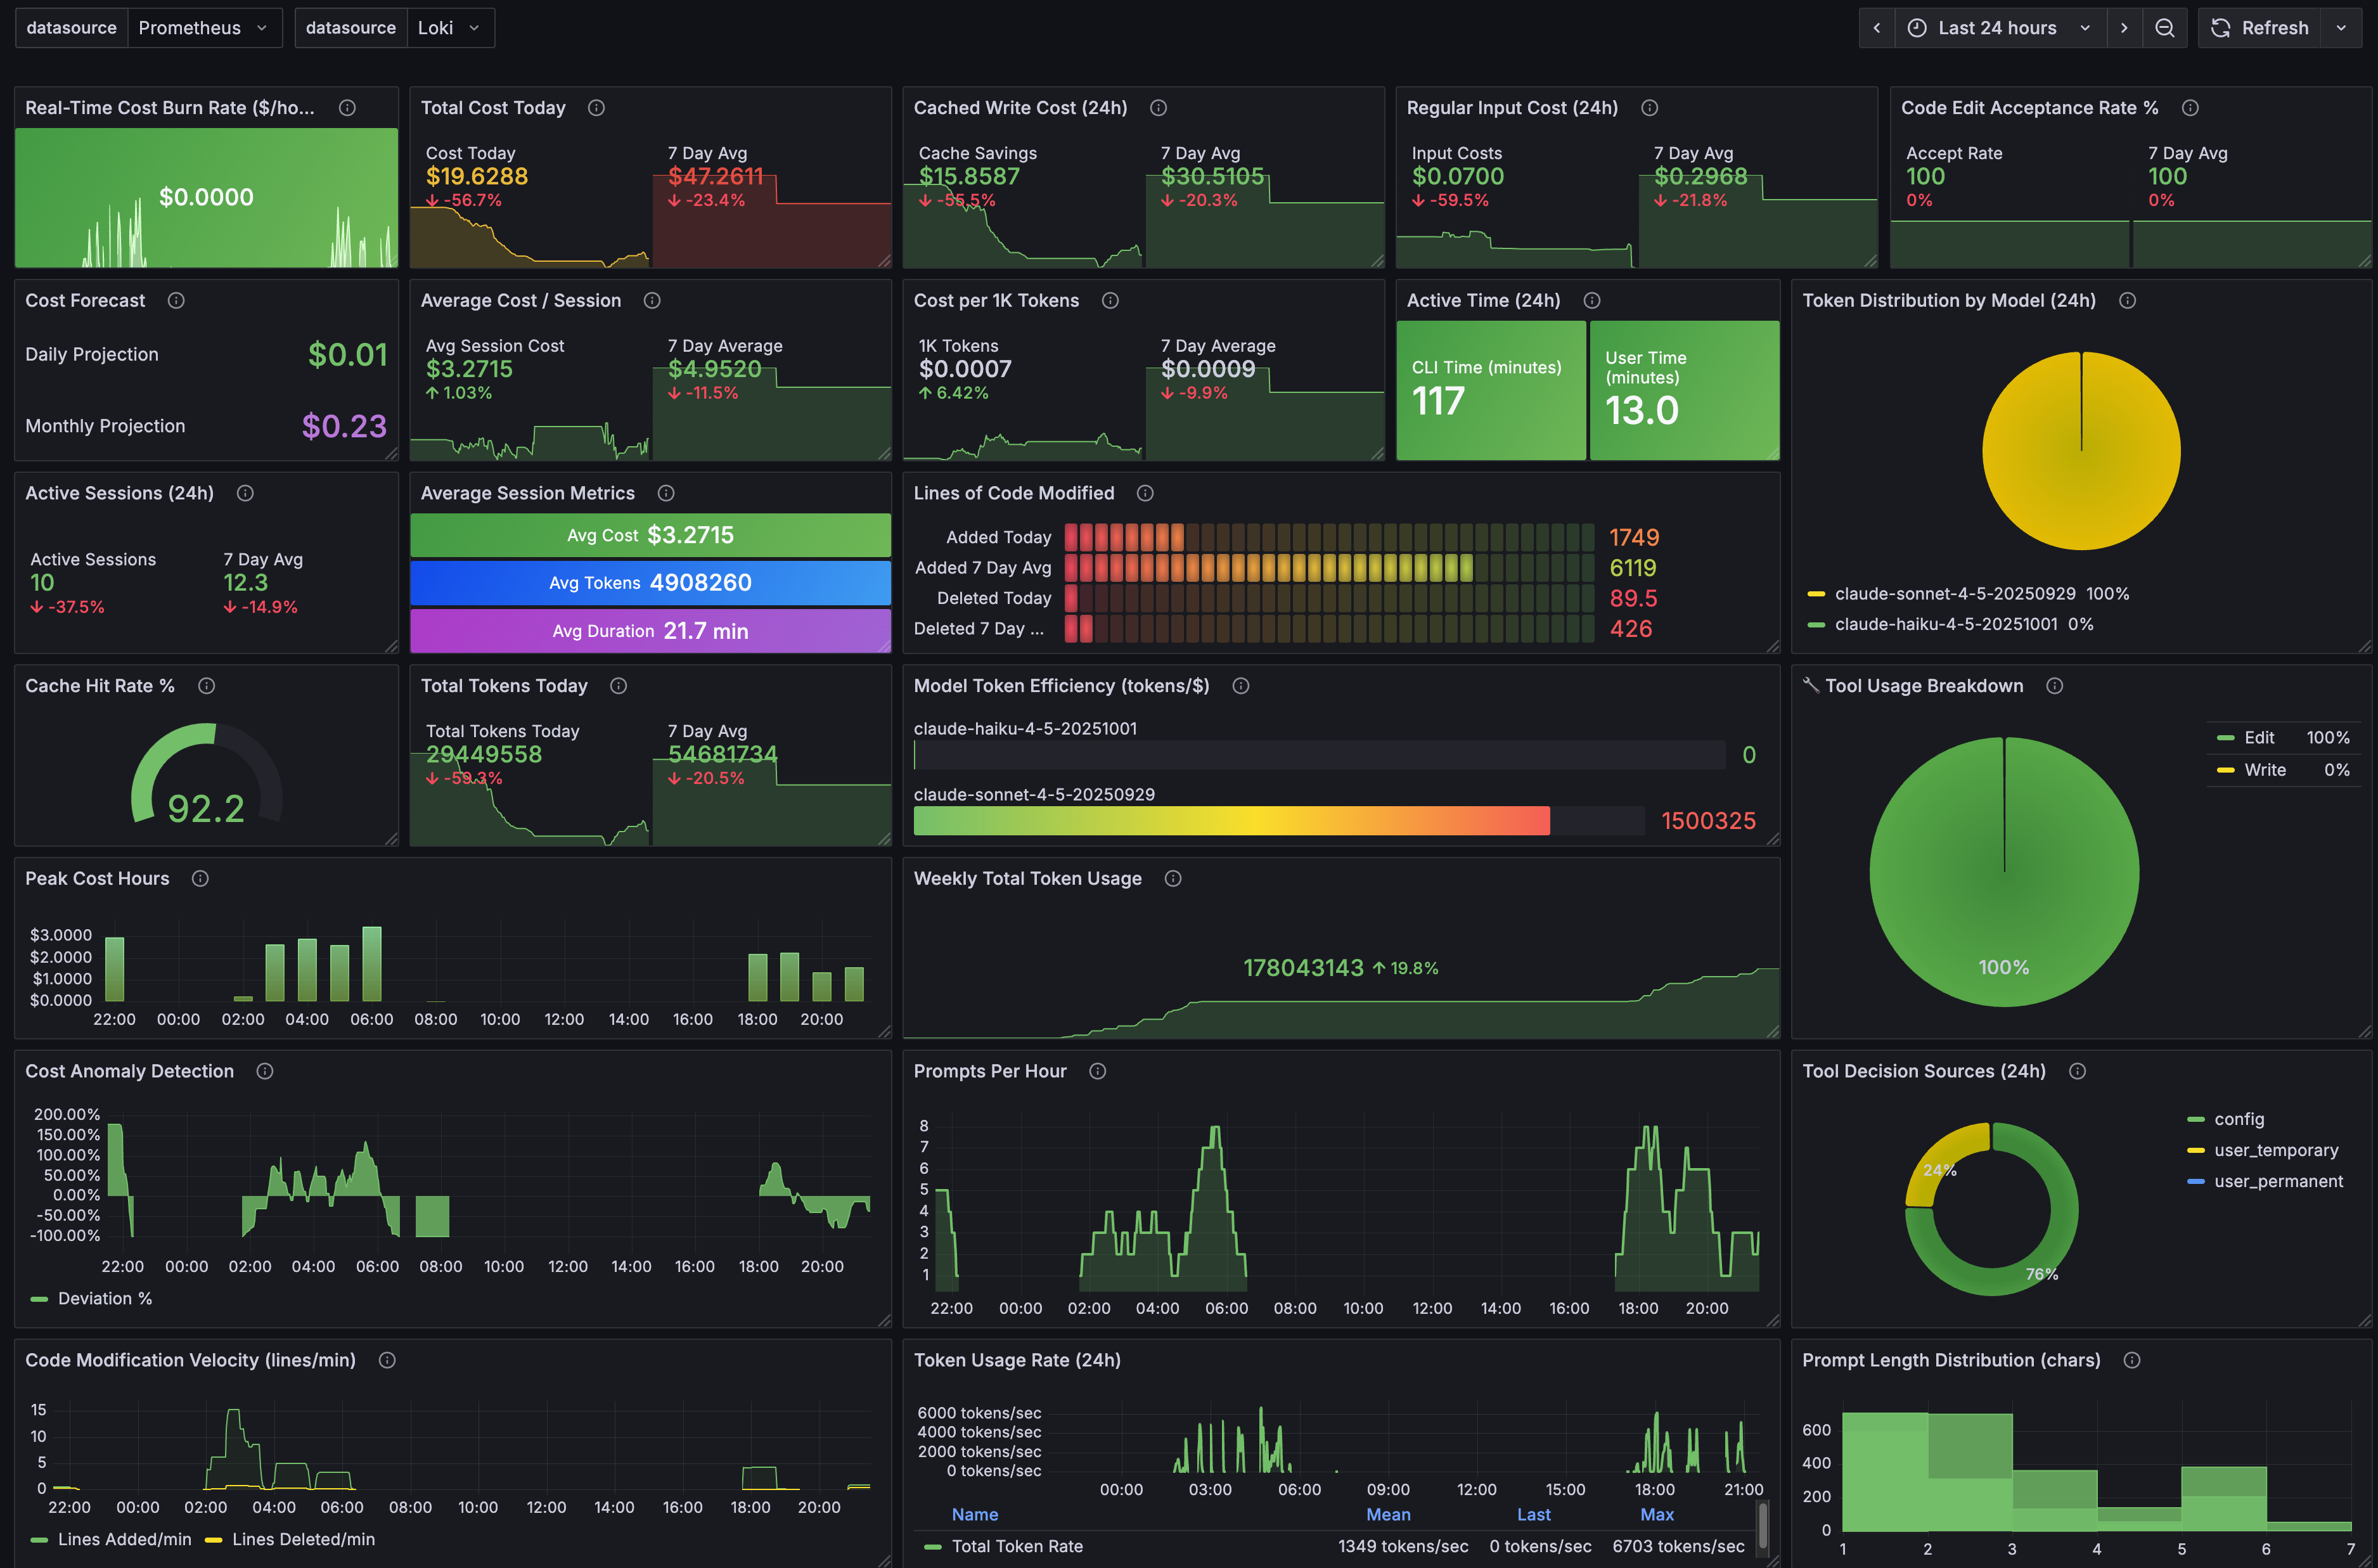 datasource Prometheus datasource Loki Last 24 hours Refresh
Real-Time Cost Burn Rate ($/ho...
$0.0000
Total Cost Today
Cost Today
$19.6288
-56.7%
7 Day Avg
$47.2611
-23.4%
Cached Write Cost (24h)
Cache Savings
$15.8587
-55.5%
7 Day Avg
$30.5105
-20.3%
Regular Input Cost (24h)
Input Costs
$0.0700
-59.5%
7 Day Avg
$0.2968
-21.8%
Code Edit Acceptance Rate %
Accept Rate
100
0%
7 Day Avg
100
0%
Cost Forecast
Daily Projection $0.01
Monthly Projection $0.23
Average Cost / Session
Avg Session Cost
$3.2715
1.03%
7 Day Average
$4.9520
-11.5%
Cost per 1K Tokens
1K Tokens
$0.0007
6.42%
7 Day Average
$0.0009
-9.9%
Active Time (24h)
CLI Time (minutes)
117
User Time
(minutes)
13.0
Token Distribution by Model (24h)
claude-sonnet-4-5-20250929 100%
claude-haiku-4-5-20251001 0%
Active Sessions (24h)
Active Sessions
10
-37.5%
7 Day Avg
12.3
-14.9%
Average Session Metrics
Avg Cost $3.2715
Avg Tokens 4908260
Avg Duration 21.7 min
Lines of Code Modified
Added Today 1749
Added 7 Day Avg 6119
Deleted Today 89.5
Deleted 7 Day ... 426
Cache Hit Rate %
92.2
Total Tokens Today
Total Tokens Today
29449558
-59.3%
7 Day Avg
54681734
-20.5%
Model Token Efficiency (tokens/$)
claude-haiku-4-5-20251001
0
claude-sonnet-4-5-20250929
1500325
Tool Usage Breakdown
Edit 100%
Write 0%
100%
Peak Cost Hours
$3.0000
$2.0000
$1.0000
$0.0000
22:00 00:00 02:00 04:00 06:00 08:00 10:00 12:00 14:00 16:00 18:00 20:00
Weekly Total Token Usage
178043143 19.8%
Cost Anomaly Detection
200.00%
150.00%
100.00%
50.00%
0.00%
-50.00%
-100.00%
22:00 00:00 02:00 04:00 06:00 08:00 10:00 12:00 14:00 16:00 18:00 20:00
Deviation %
Prompts Per Hour
8
7
6
5
4
3
2
1
22:00 00:00 02:00 04:00 06:00 08:00 10:00 12:00 14:00 16:00 18:00 20:00
Tool Decision Sources (24h)
config
user_temporary
user_permanent
24%
76%
Code Modification Velocity (lines/min)
15
10
5
0
22:00 00:00 02:00 04:00 06:00 08:00 10:00 12:00 14:00 16:00 18:00 20:00
Lines Added/min Lines Deleted/min
Token Usage Rate (24h)
6000 tokens/sec
4000 tokens/sec
2000 tokens/sec
0 tokens/sec
00:00 03:00 06:00 09:00 12:00 15:00 18:00 21:00
Name Mean Last Max
Total Token Rate 1349 tokens/sec 0 tokens/sec 6703 tokens/sec
Prompt Length Distribution (chars)
600
400
200
0
1 2 3 4 5 6 7